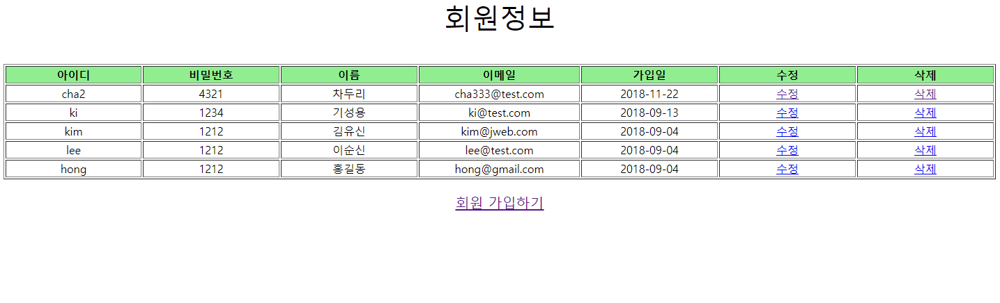 회원정보
아이디 비밀번호 이름 이메일 가입일 수정 삭제
cha2 4321 차두리 cha333@test.com 2018-11-22 수정 삭제
ki 1234 기성용 ki@test.com 2018-09-13 수정 삭제
kim 1212 김유신 kim@jweb.com 2018-09-04 수정 삭제
lee 1212 이순신 lee@test.com 2018-09-04 수정 삭제
hong 1212 홍길동 hong@gmail.com 2018-09-04 수정 삭제
회원 가입하기